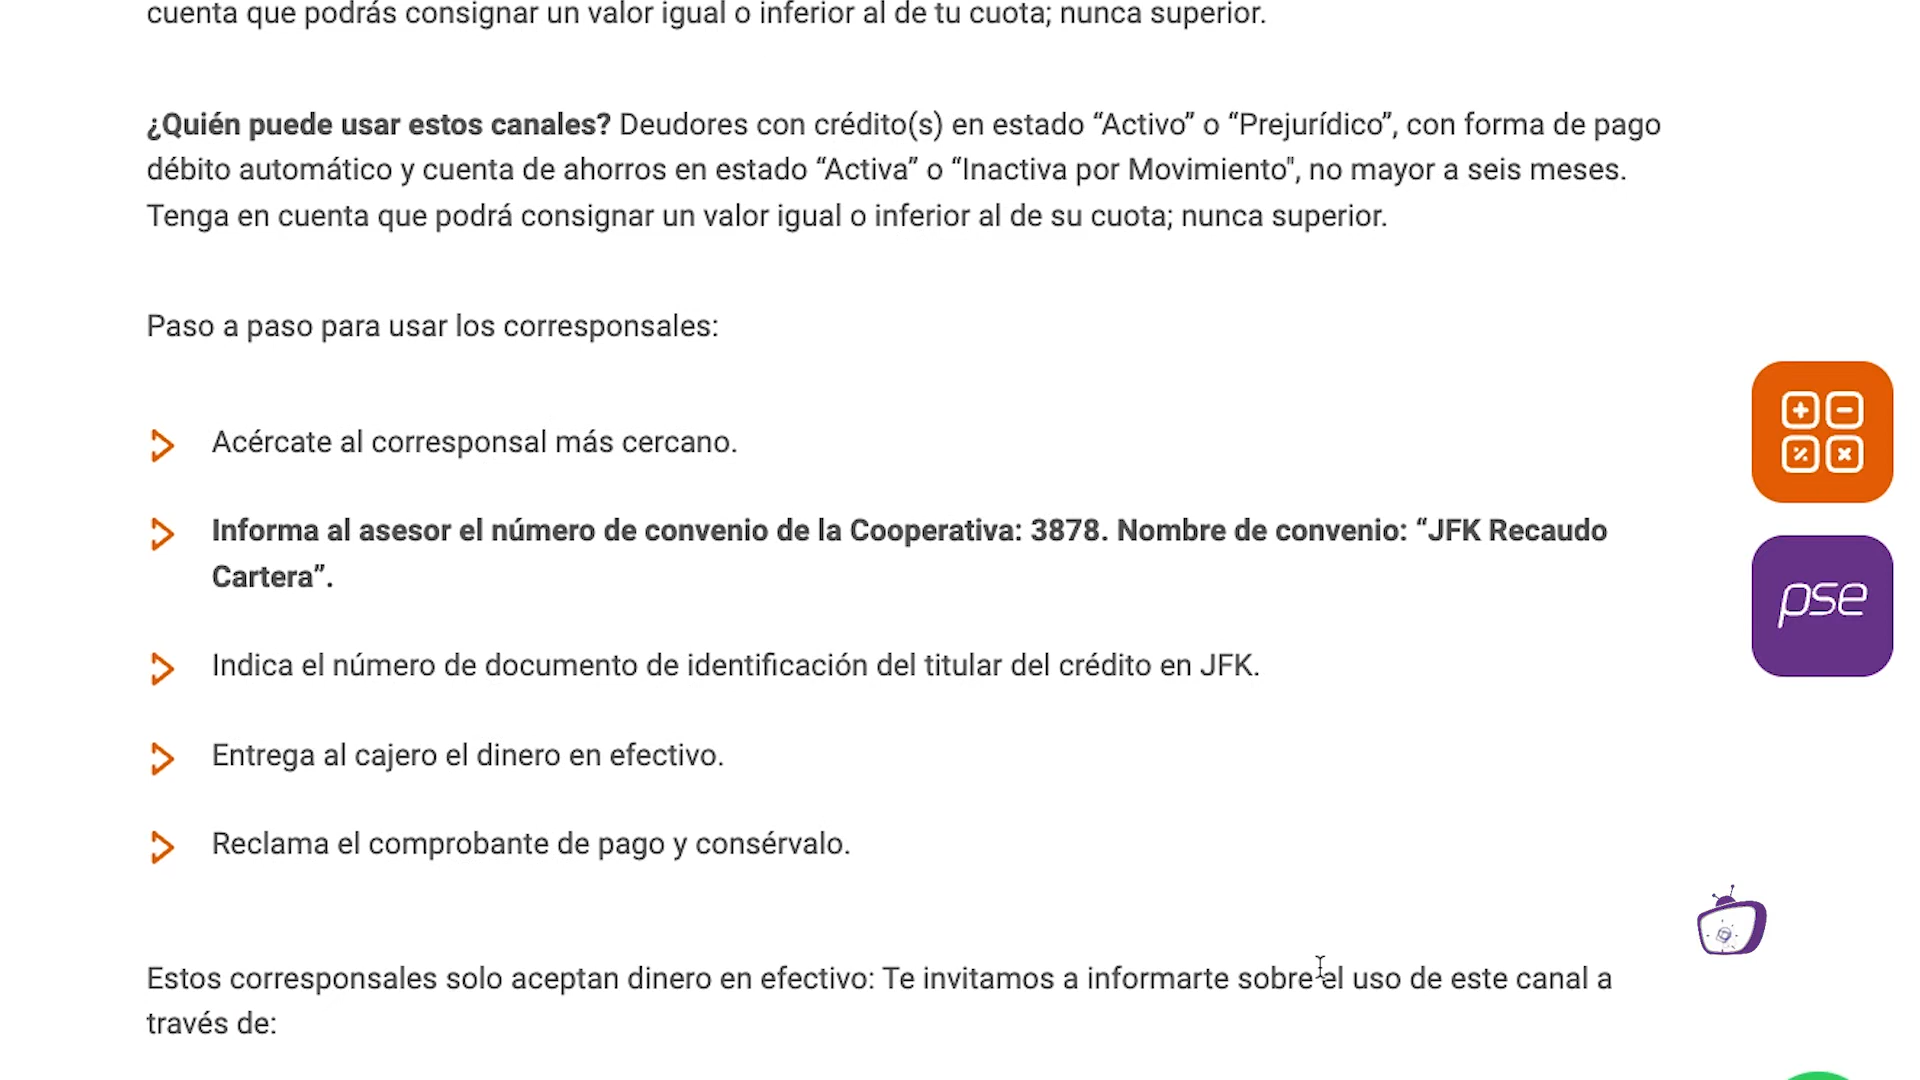 cuenta que podrás consignar un valor igual o inferior al de tu cuota; nunca superior.
¿Quién puede usar estos canales? Deudores con crédito(s) en estado “Activo” o “Prejurídico”, con forma de pago
débito automático y cuenta de ahorros en estado “Activa” o “Inactiva por Movimiento", no mayor a seis meses.
Tenga en cuenta que podrá consignar un valor igual o inferior al de su cuota; nunca superior.
Paso a paso para usar los corresponsales:
Acércate al corresponsal más cercano.
Informa al asesor el número de convenio de la Cooperativa: 3878. Nombre de convenio: “JFK Recaudo
Cartera”.
pse
Indica el número de documento de identificación del titular del crédito en JFK.
Entrega al cajero el dinero en efectivo.
Reclama el comprobante de pago y consérvalo.
Estos corresponsales solo aceptan dinero en efectivo: Te invitamos a informarte sobre el uso de este canal a
través de: